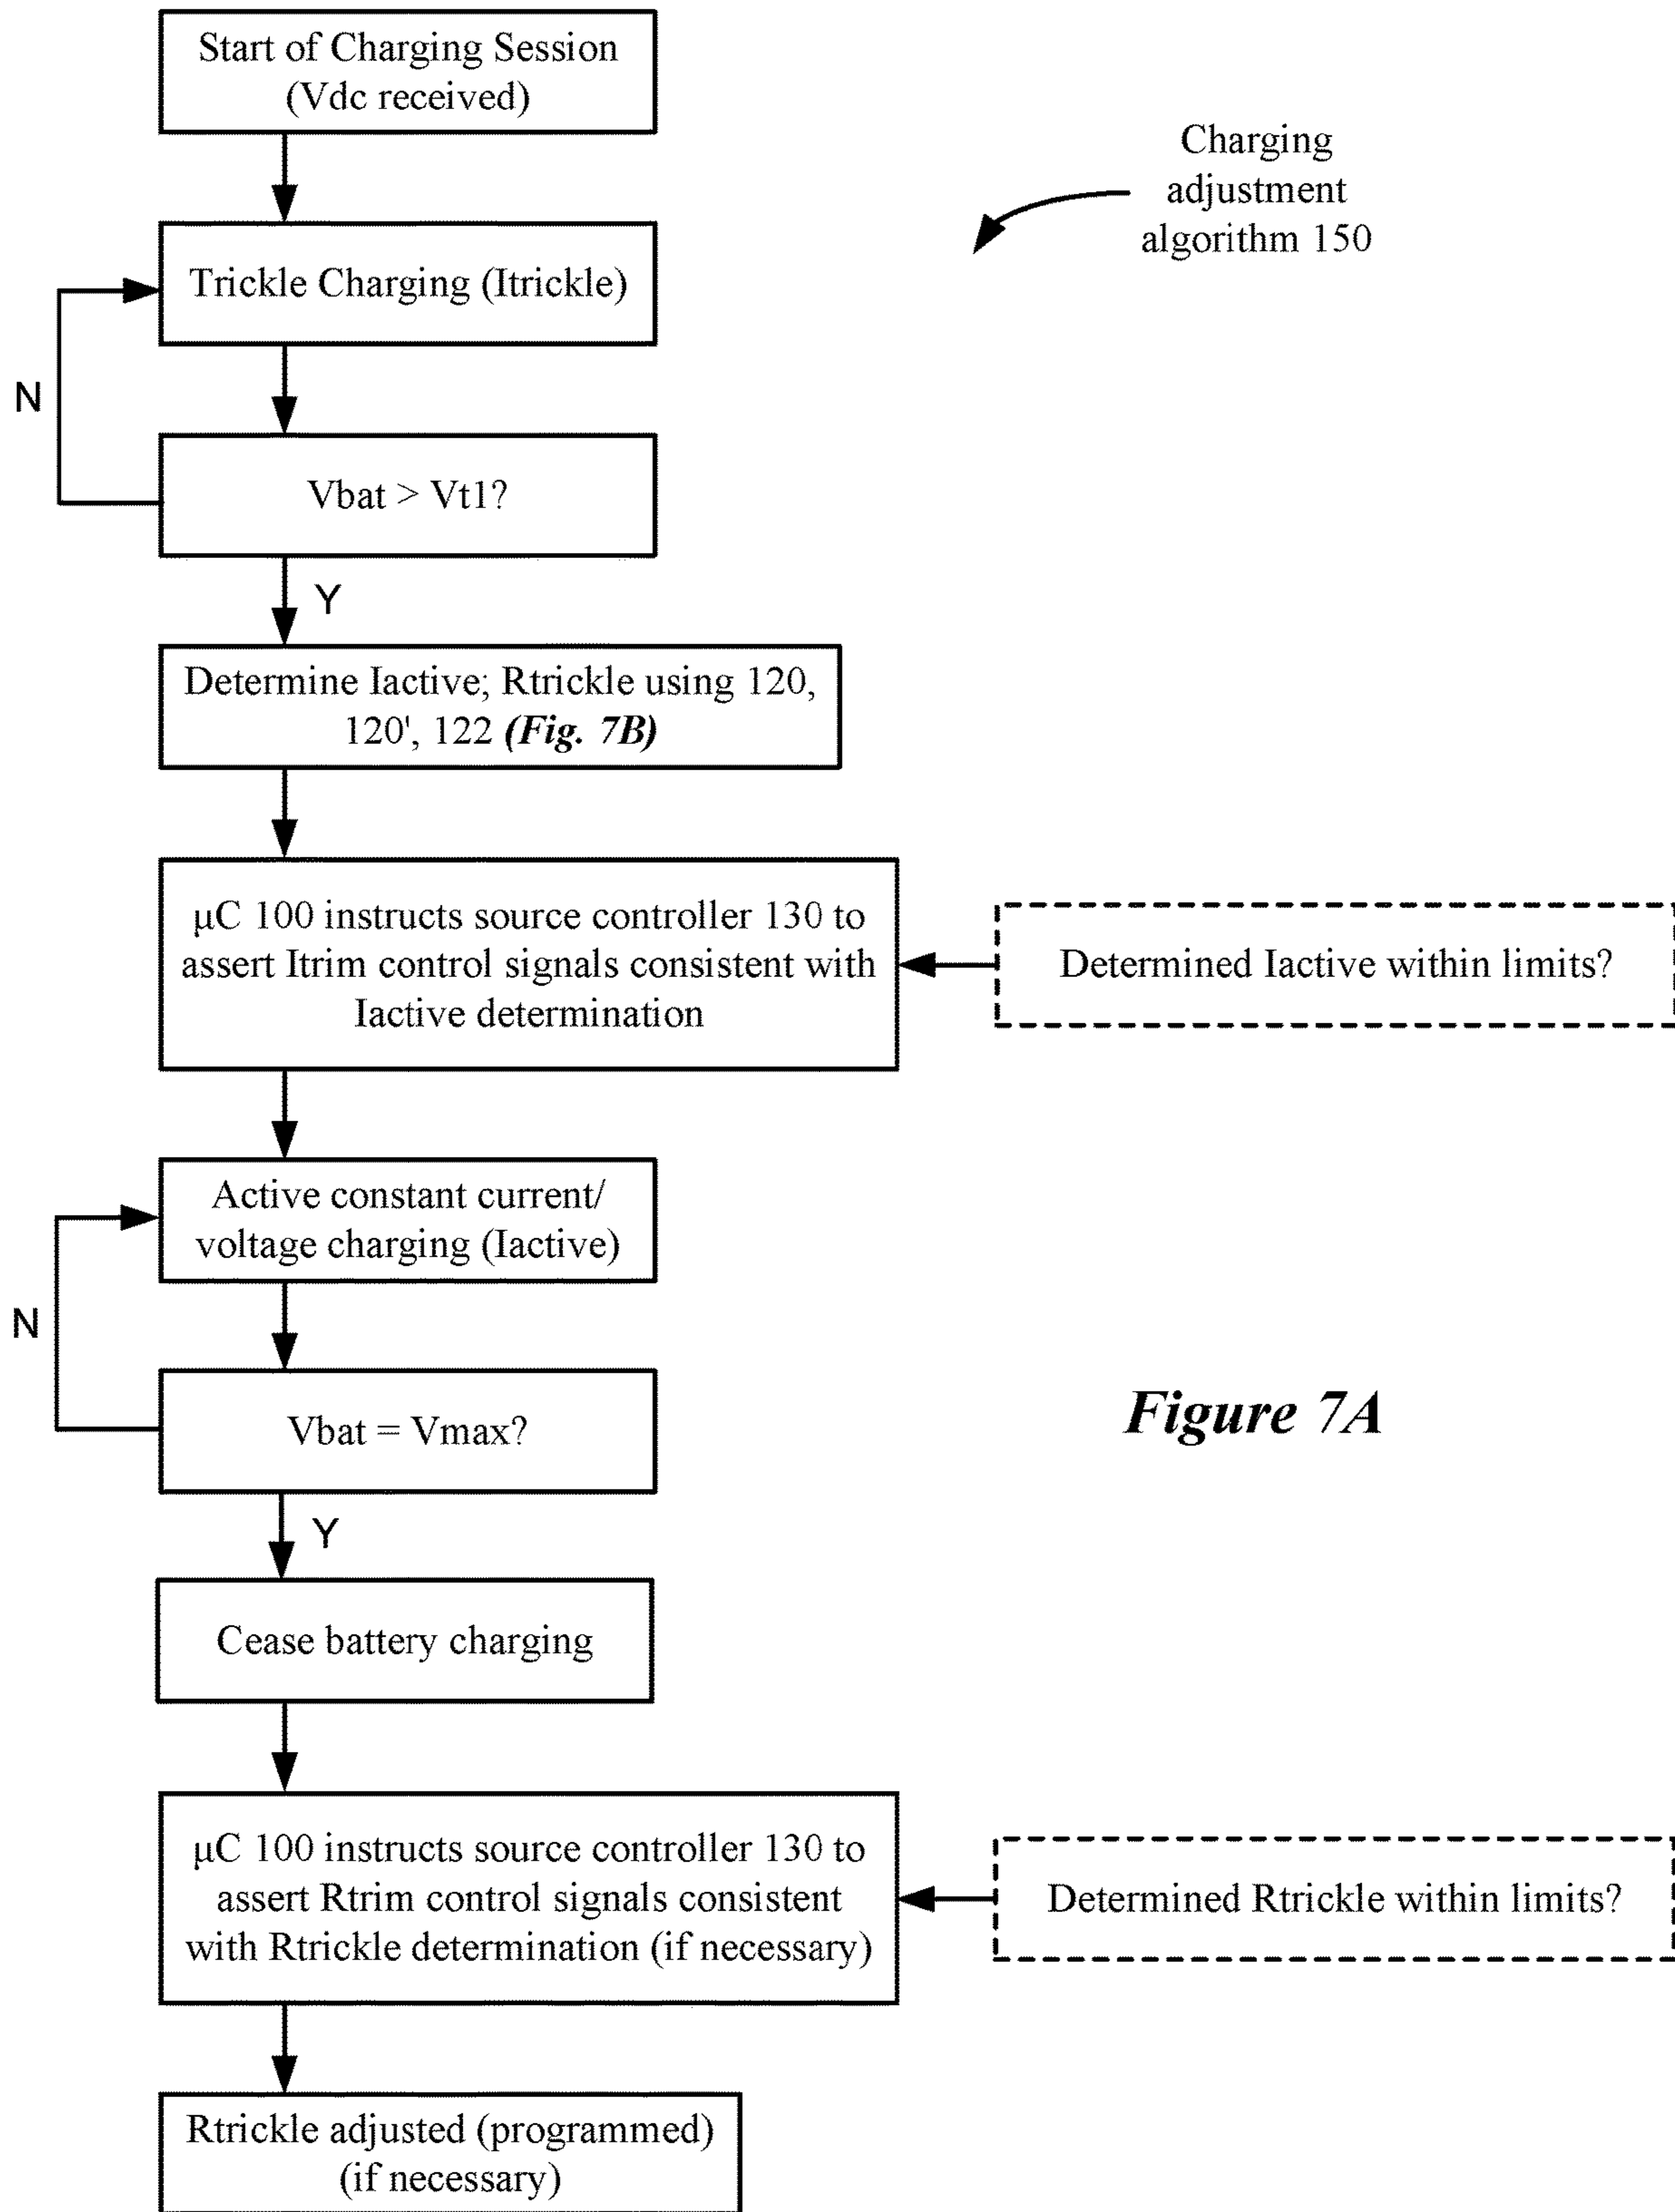 Start of Charging Session
(Vdc received)
Charging
adjustment
algorithm 150
Trickle Charging (Itrickle)
N
Vbat > Vt1?
Y
Determine Iactive; Rtrickle using 120,
120', 122 (Fig. 7B)
μC 100 instructs source controller 130 to
assert Itrim control signals consistent with
Iactive determination
Determined Iactive within limits?
Active constant current/
voltage charging (Iactive)
N
Vbat = Vmax?
Figure 7A
Y
Cease battery charging
μC 100 instructs source controller 130 to
assert Rtrim control signals consistent
with Rtrickle determination (if necessary)
Determined Rtrickle within limits?
Rtrickle adjusted (programmed)
(if necessary)